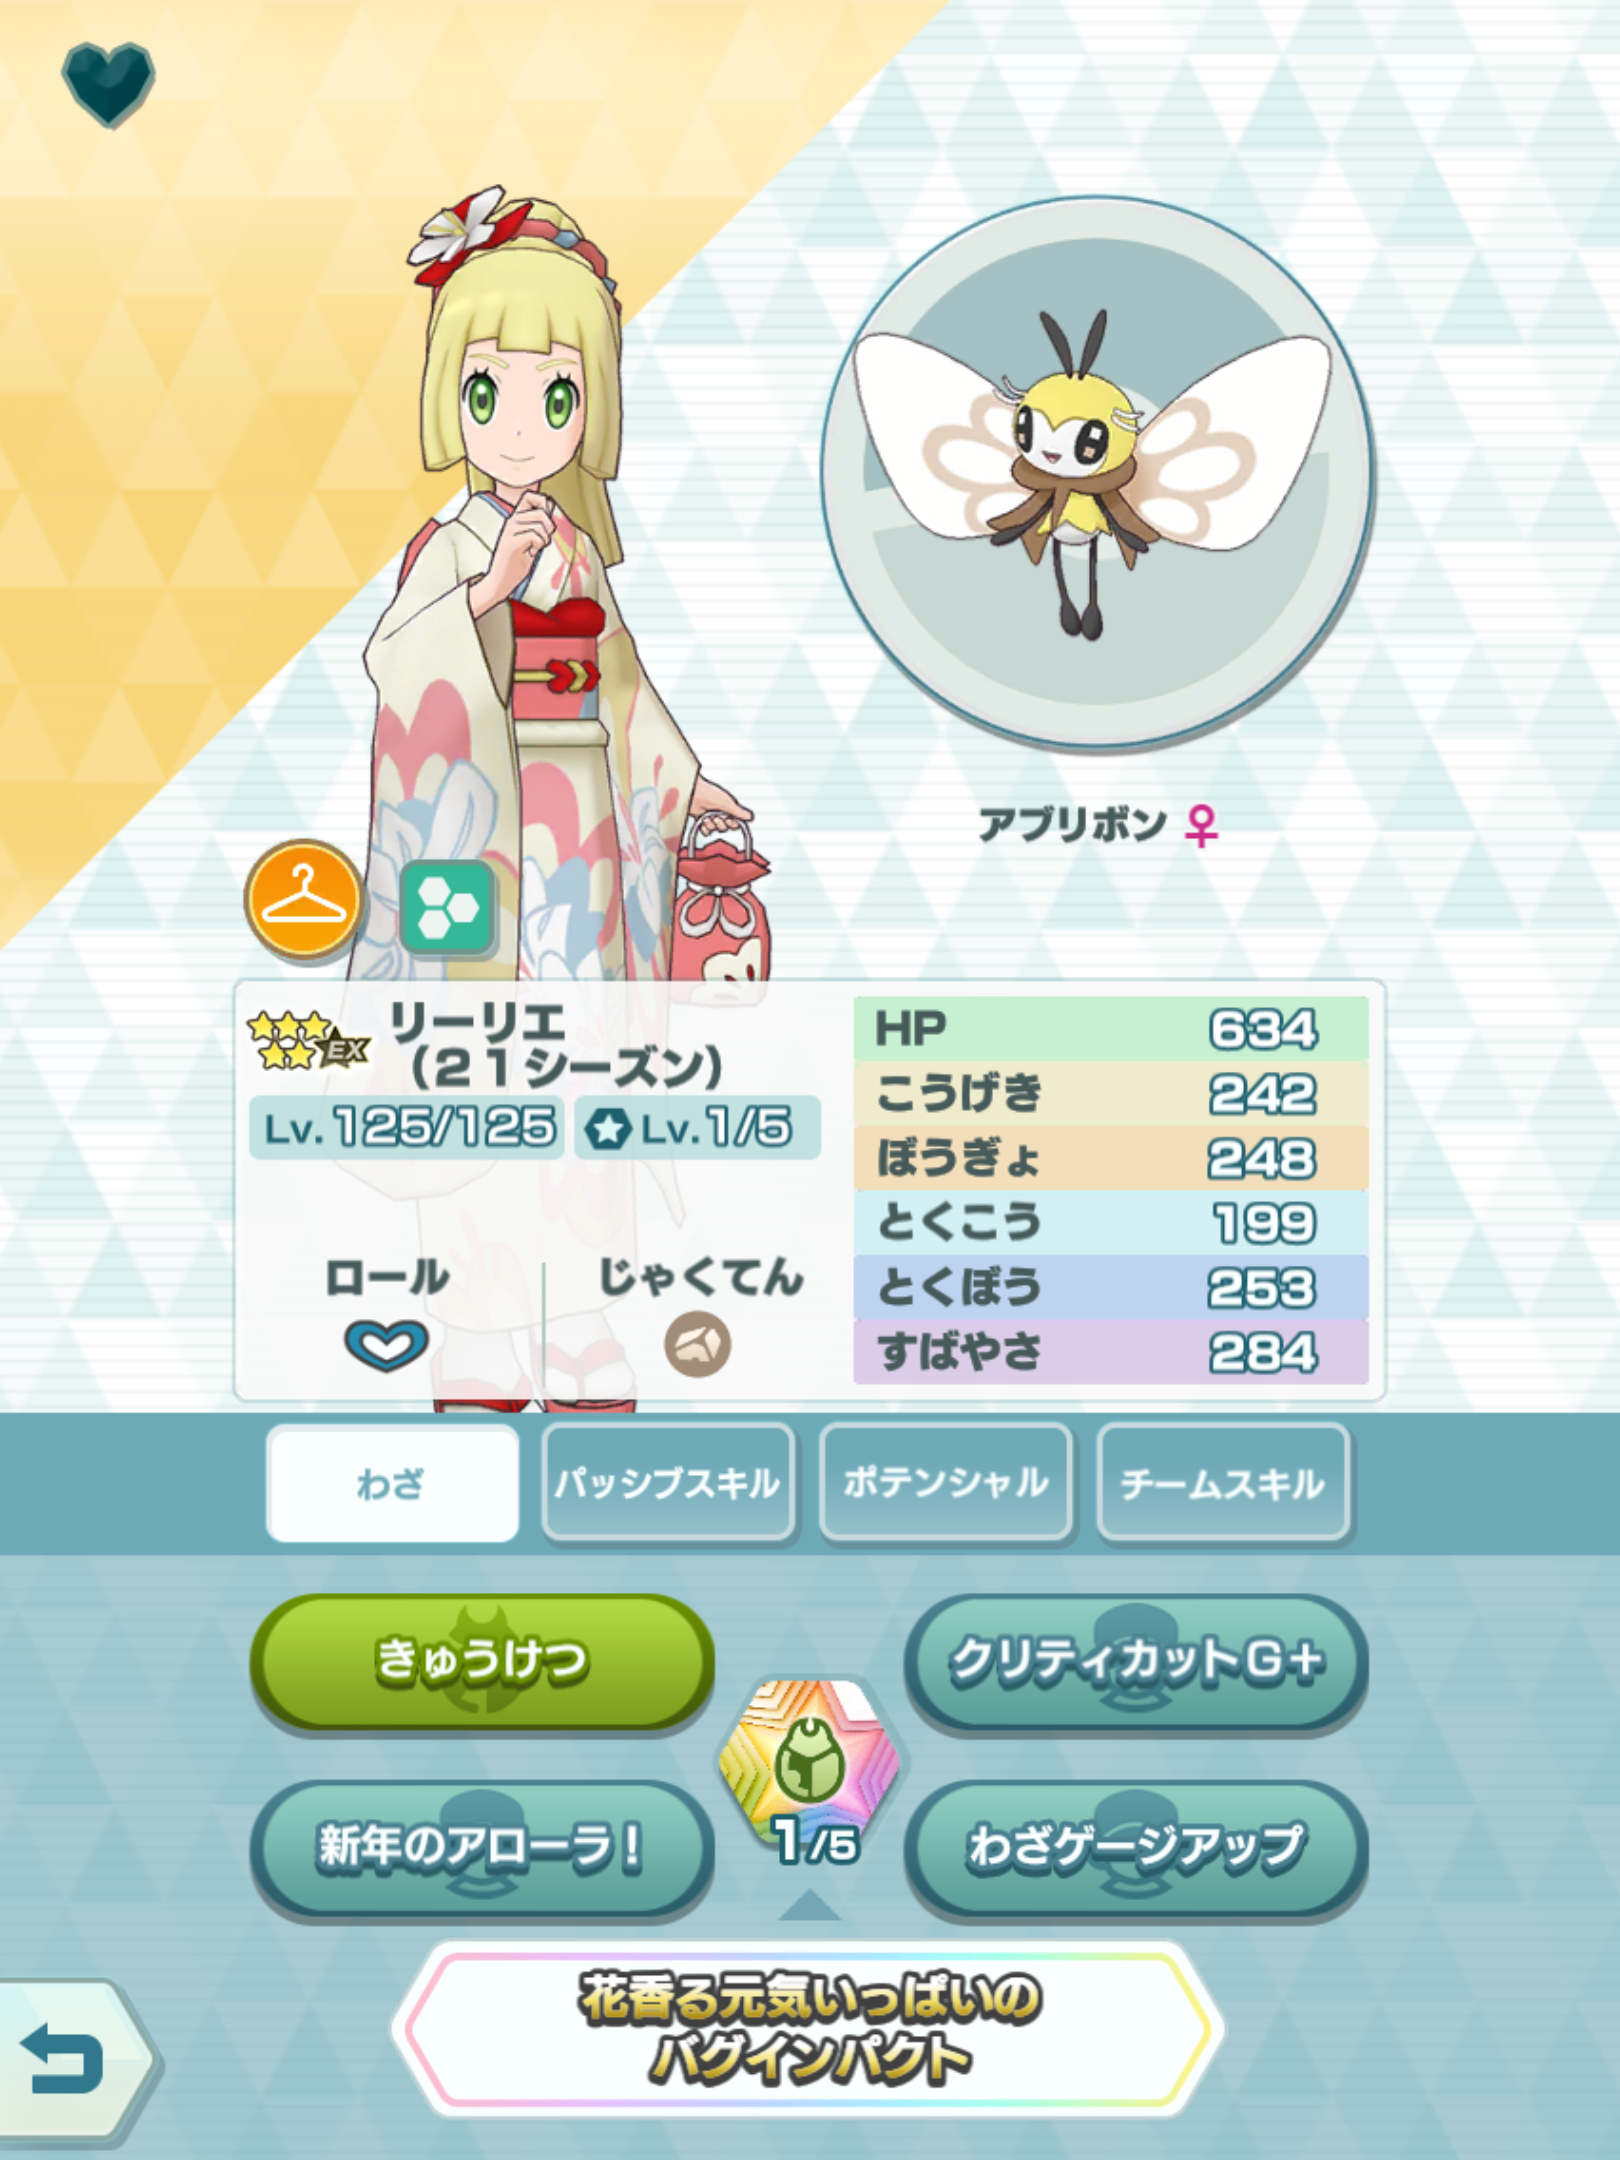 アブリボン ♀
EX
リーリエ
（２１シーズン）
Lv.125/125
Lv.1/5
ロール
じゃくてん
HP 634
こうげき 242
ぼうぎょ 248
とくこう 199
とくぼう 253
すばやさ 284
わざ
パッシブスキル
ポテンシャル
チームスキル
きゅうけつ
クリティカットG＋
新年のアローラ！
1/5
わざゲージアップ
花香る元気いっぱいの
バグインパクト